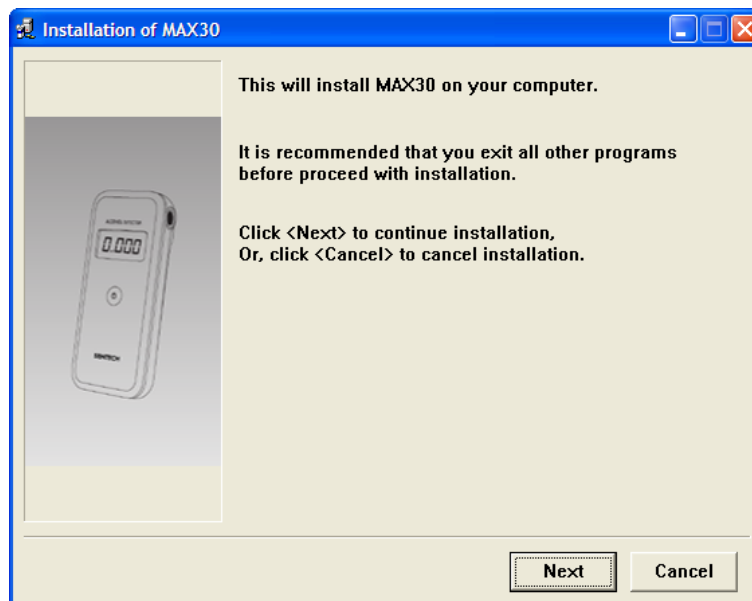 Installation of MAX30
This will install MAX30 on your computer.
It is recommended that you exit all other programs
before proceed with installation.
Click <Next> to continue installation,
Or, click <Cancel> to cancel installation.
0.000
Next
Cancel